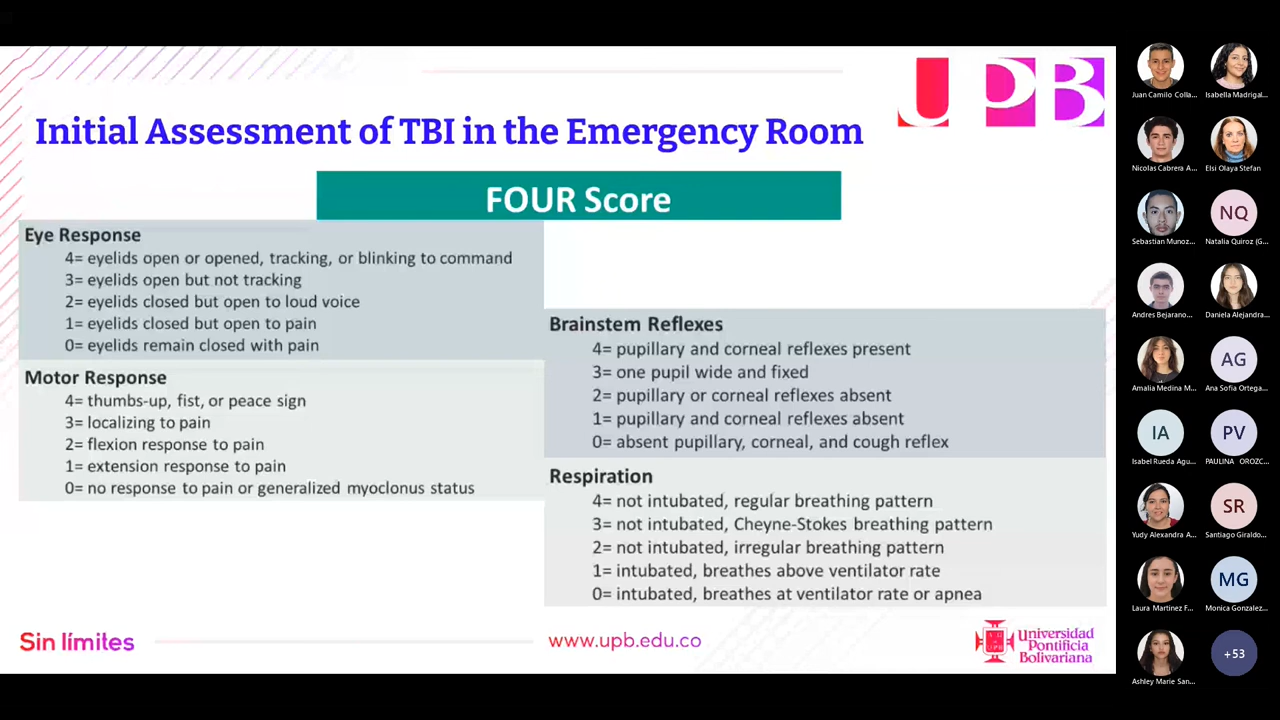 UPB
Initial Assessment of TBI in the Emergency Room
FOUR Score
Eye Response
4= eyelids open or opened, tracking, or blinking to command
3= eyelids open but not tracking
2= eyelids closed but open to loud voice
1= eyelids closed but open to pain
0= eyelids remain closed with pain
Motor Response
4= thumbs-up, fist, or peace sign
3= localizing to pain
2= flexion response to pain
1= extension response to pain
0= no response to pain or generalized myoclonus status
Brainstem Reflexes
4= pupillary and corneal reflexes present
3= one pupil wide and fixed
2= pupillary or corneal reflexes absent
1= pupillary and corneal reflexes absent
0= absent pupillary, corneal, and cough reflex
Respiration
4= not intubated, regular breathing pattern
3= not intubated, Cheyne-Stokes breathing pattern
2= not intubated, irregular breathing pattern
1= intubated, breathes above ventilator rate
0= intubated, breathes at ventilator rate or apnea
Sin límites
www.upb.edu.co
Universidad
Pontificia
Bolivariana
Juan Camilo Colla...
Isabella Madrigal...
Nicolas Cabrera A...
Elsi Olaya Stefan
Sebastian Munoz...
NQ
Natalia Quiroz (G...
Andres Bejarano...
Daniela Alejandra...
Amalia Medina M...
AG
Ana Sofia Ortega...
IA
Isabel Rueda Agu...
PV
PAULINA OROZC...
Yudy Alexandra A...
SR
Santiago Giraldo...
Laura Martinez F...
MG
Monica Gonzalez...
Ashley Marie San...
+53